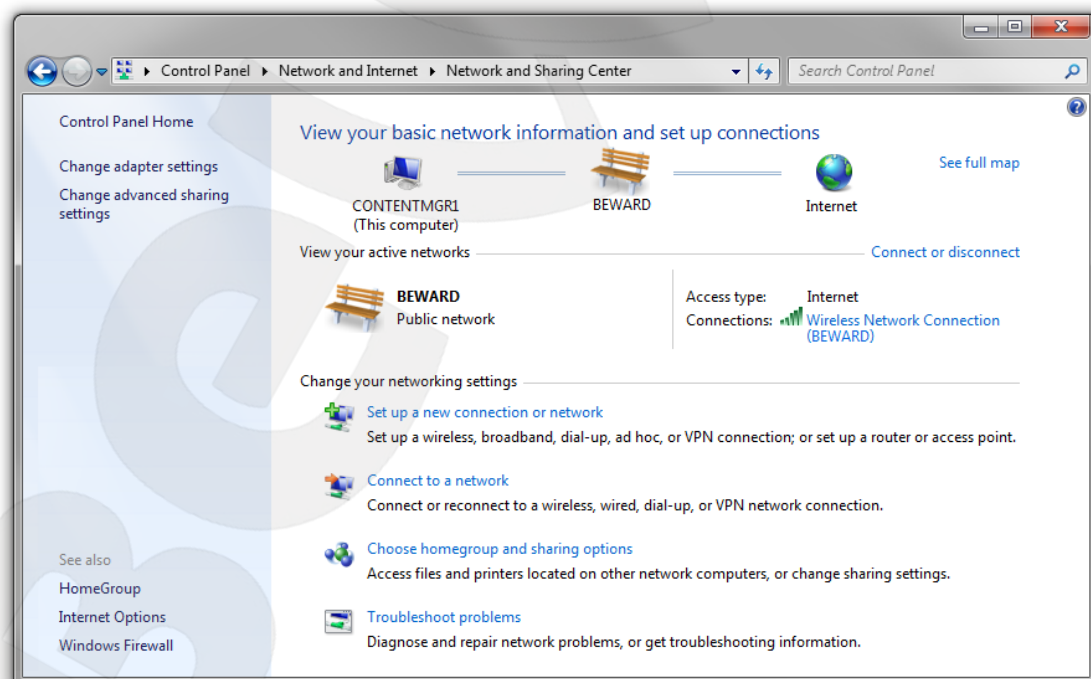 Control Panel Network and Internet Network and Sharing Center Search Control Panel
Control Panel Home
Change adapter settings
Change advanced sharing
settings
See also
HomeGroup
Internet Options
Windows Firewall
View your basic network information and set up connections
See full map
CONTENTMGR1
(This computer)
BEWARD
Internet
View your active networks
Connect or disconnect
BEWARD
Public network
Access type: Internet
Connections: Wireless Network Connection
(BEWARD)
Change your networking settings
Set up a new connection or network
Set up a wireless, broadband, dial-up, ad hoc, or VPN connection; or set up a router or access point.
Connect to a network
Connect or reconnect to a wireless, wired, dial-up, or VPN network connection.
Choose homegroup and sharing options
Access files and printers located on other network computers, or change sharing settings.
Troubleshoot problems
Diagnose and repair network problems, or get troubleshooting information.